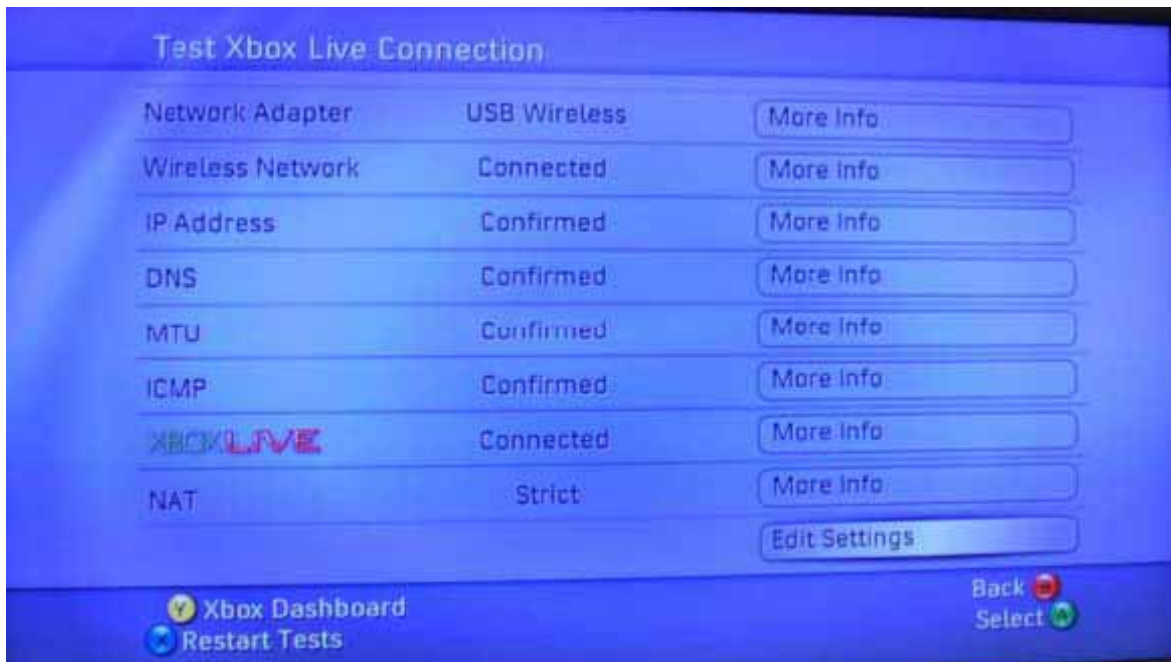 Test Xbox Live Connection
Network Adapter USB Wireless More Info
Wireless Network Connected More Info
IP Address Confirmed More Info
DNS Confirmed More Info
MTU Confirmed More Info
ICMP Confirmed More Info
XBOX LIVE Connected More Info
NAT Strict More Info
Edit Settings
Y Xbox Dashboard Back B
X Restart Tests Select A